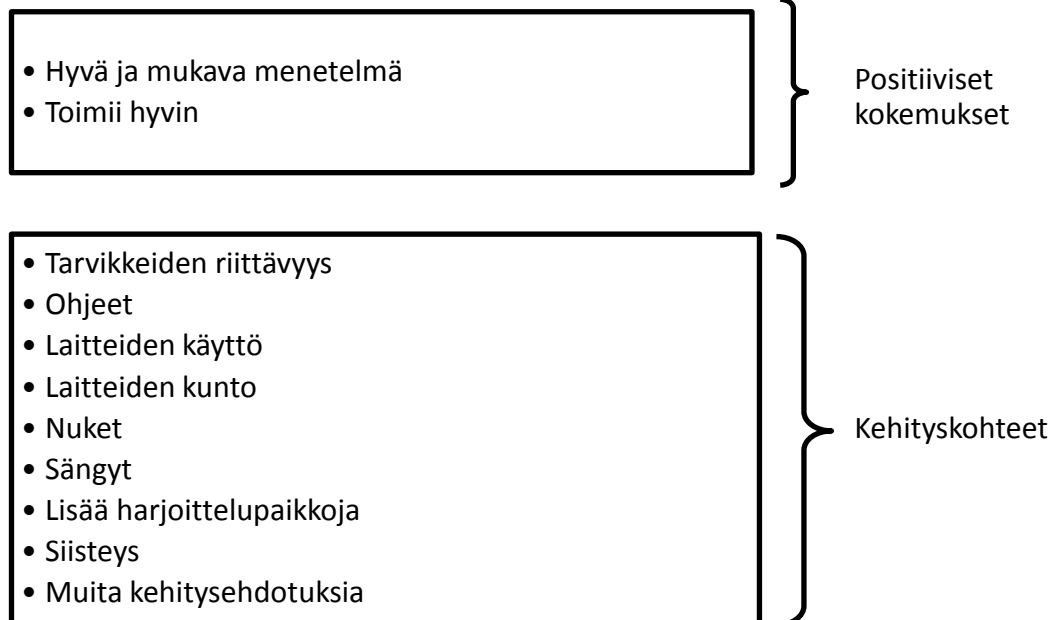 • Hyvä ja mukava menetelmä
• Toimii hyvin
Positiiviset
kokemukset
• Tarvikkeiden riittävyys
• Ohjeet
• Laitteiden käyttö
• Laitteiden kunto
• Nuket
• Sängyt
• Lisää harjoittelupaikkoja
• Siisteys
• Muita kehitysehdotuksia
Kehityskohteet